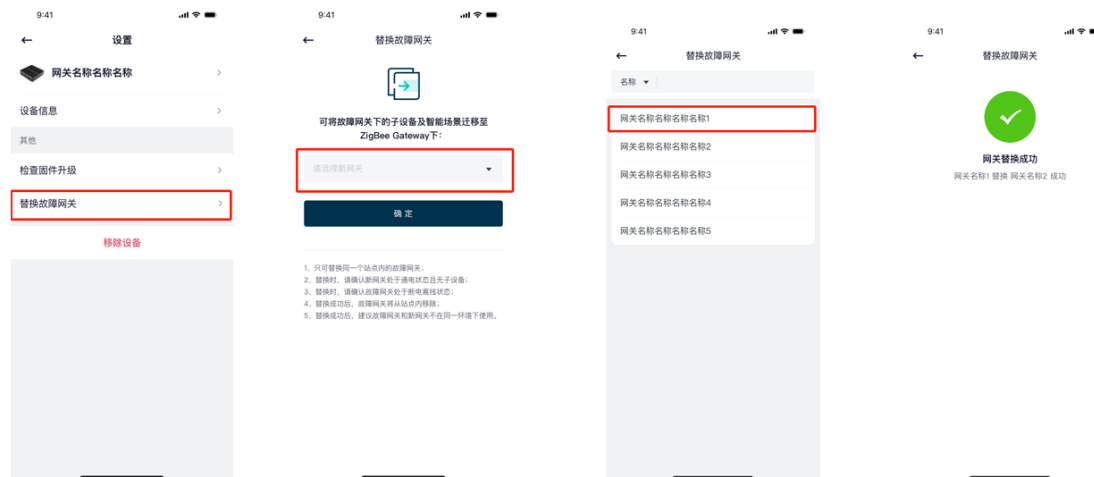 9:41
设置
网关名称名称名称
设备信息
其他
检查固件升级
替换故障网关
移除设备
9:41
替换故障网关
可将故障网关下的子设备及智能场景迁移至
ZigBee Gateway下：
请选择新网关
确 定
1、只可替换同一个站点内的故障网关；
2、替换时，请确认新网关处于通电状态且无子设备；
3、替换时，请确认故障网关处于断电离线状态；
4、替换成功后，故障网关将从站点内移除；
5、替换成功后，建议故障网关和新网关不在同一环境下使用。
9:41
替换故障网关
名称
网关名称名称名称名称1
网关名称名称名称名称2
网关名称名称名称名称3
网关名称名称名称名称4
网关名称名称名称名称5
9:41
替换故障网关
网关替换成功
网关名称1 替换 网关名称2 成功